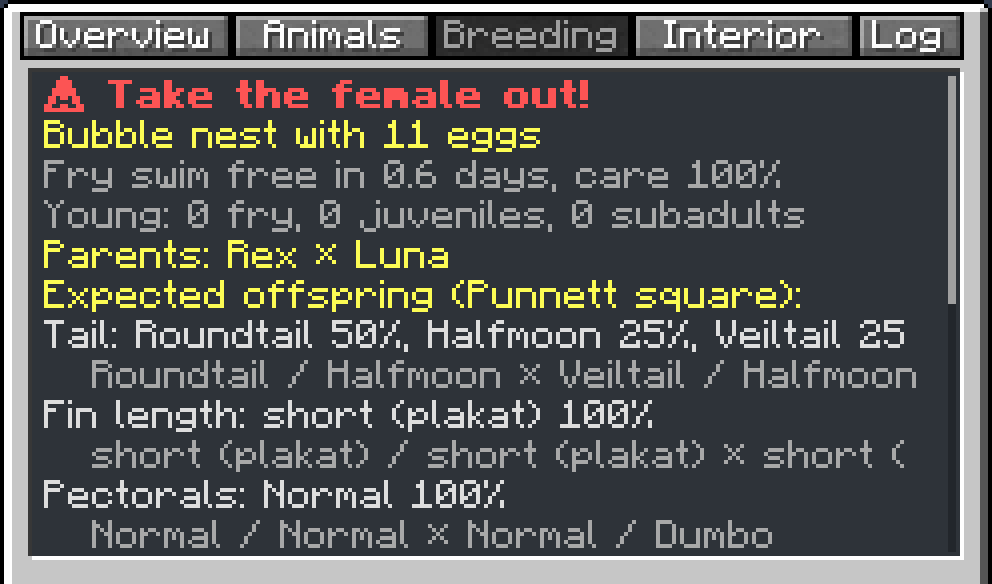 Overview Animals Breeding Interior Log
⚠ Take the female out!
Bubble nest with 11 eggs
Fry swim free in 0.6 days, care 100%
Young: 0 fry, 0 juveniles, 0 subadults
Parents: Rex × Luna
Expected offspring (Punnett square):
Tail: Roundtail 50%, Halfmoon 25%, Veiltail 25
Roundtail / Halfmoon × Veiltail / Halfmoon
Fin length: short (plakat) 100%
short (plakat) / short (plakat) × short (
Pectorals: Normal 100%
Normal / Normal × Normal / Dumbo